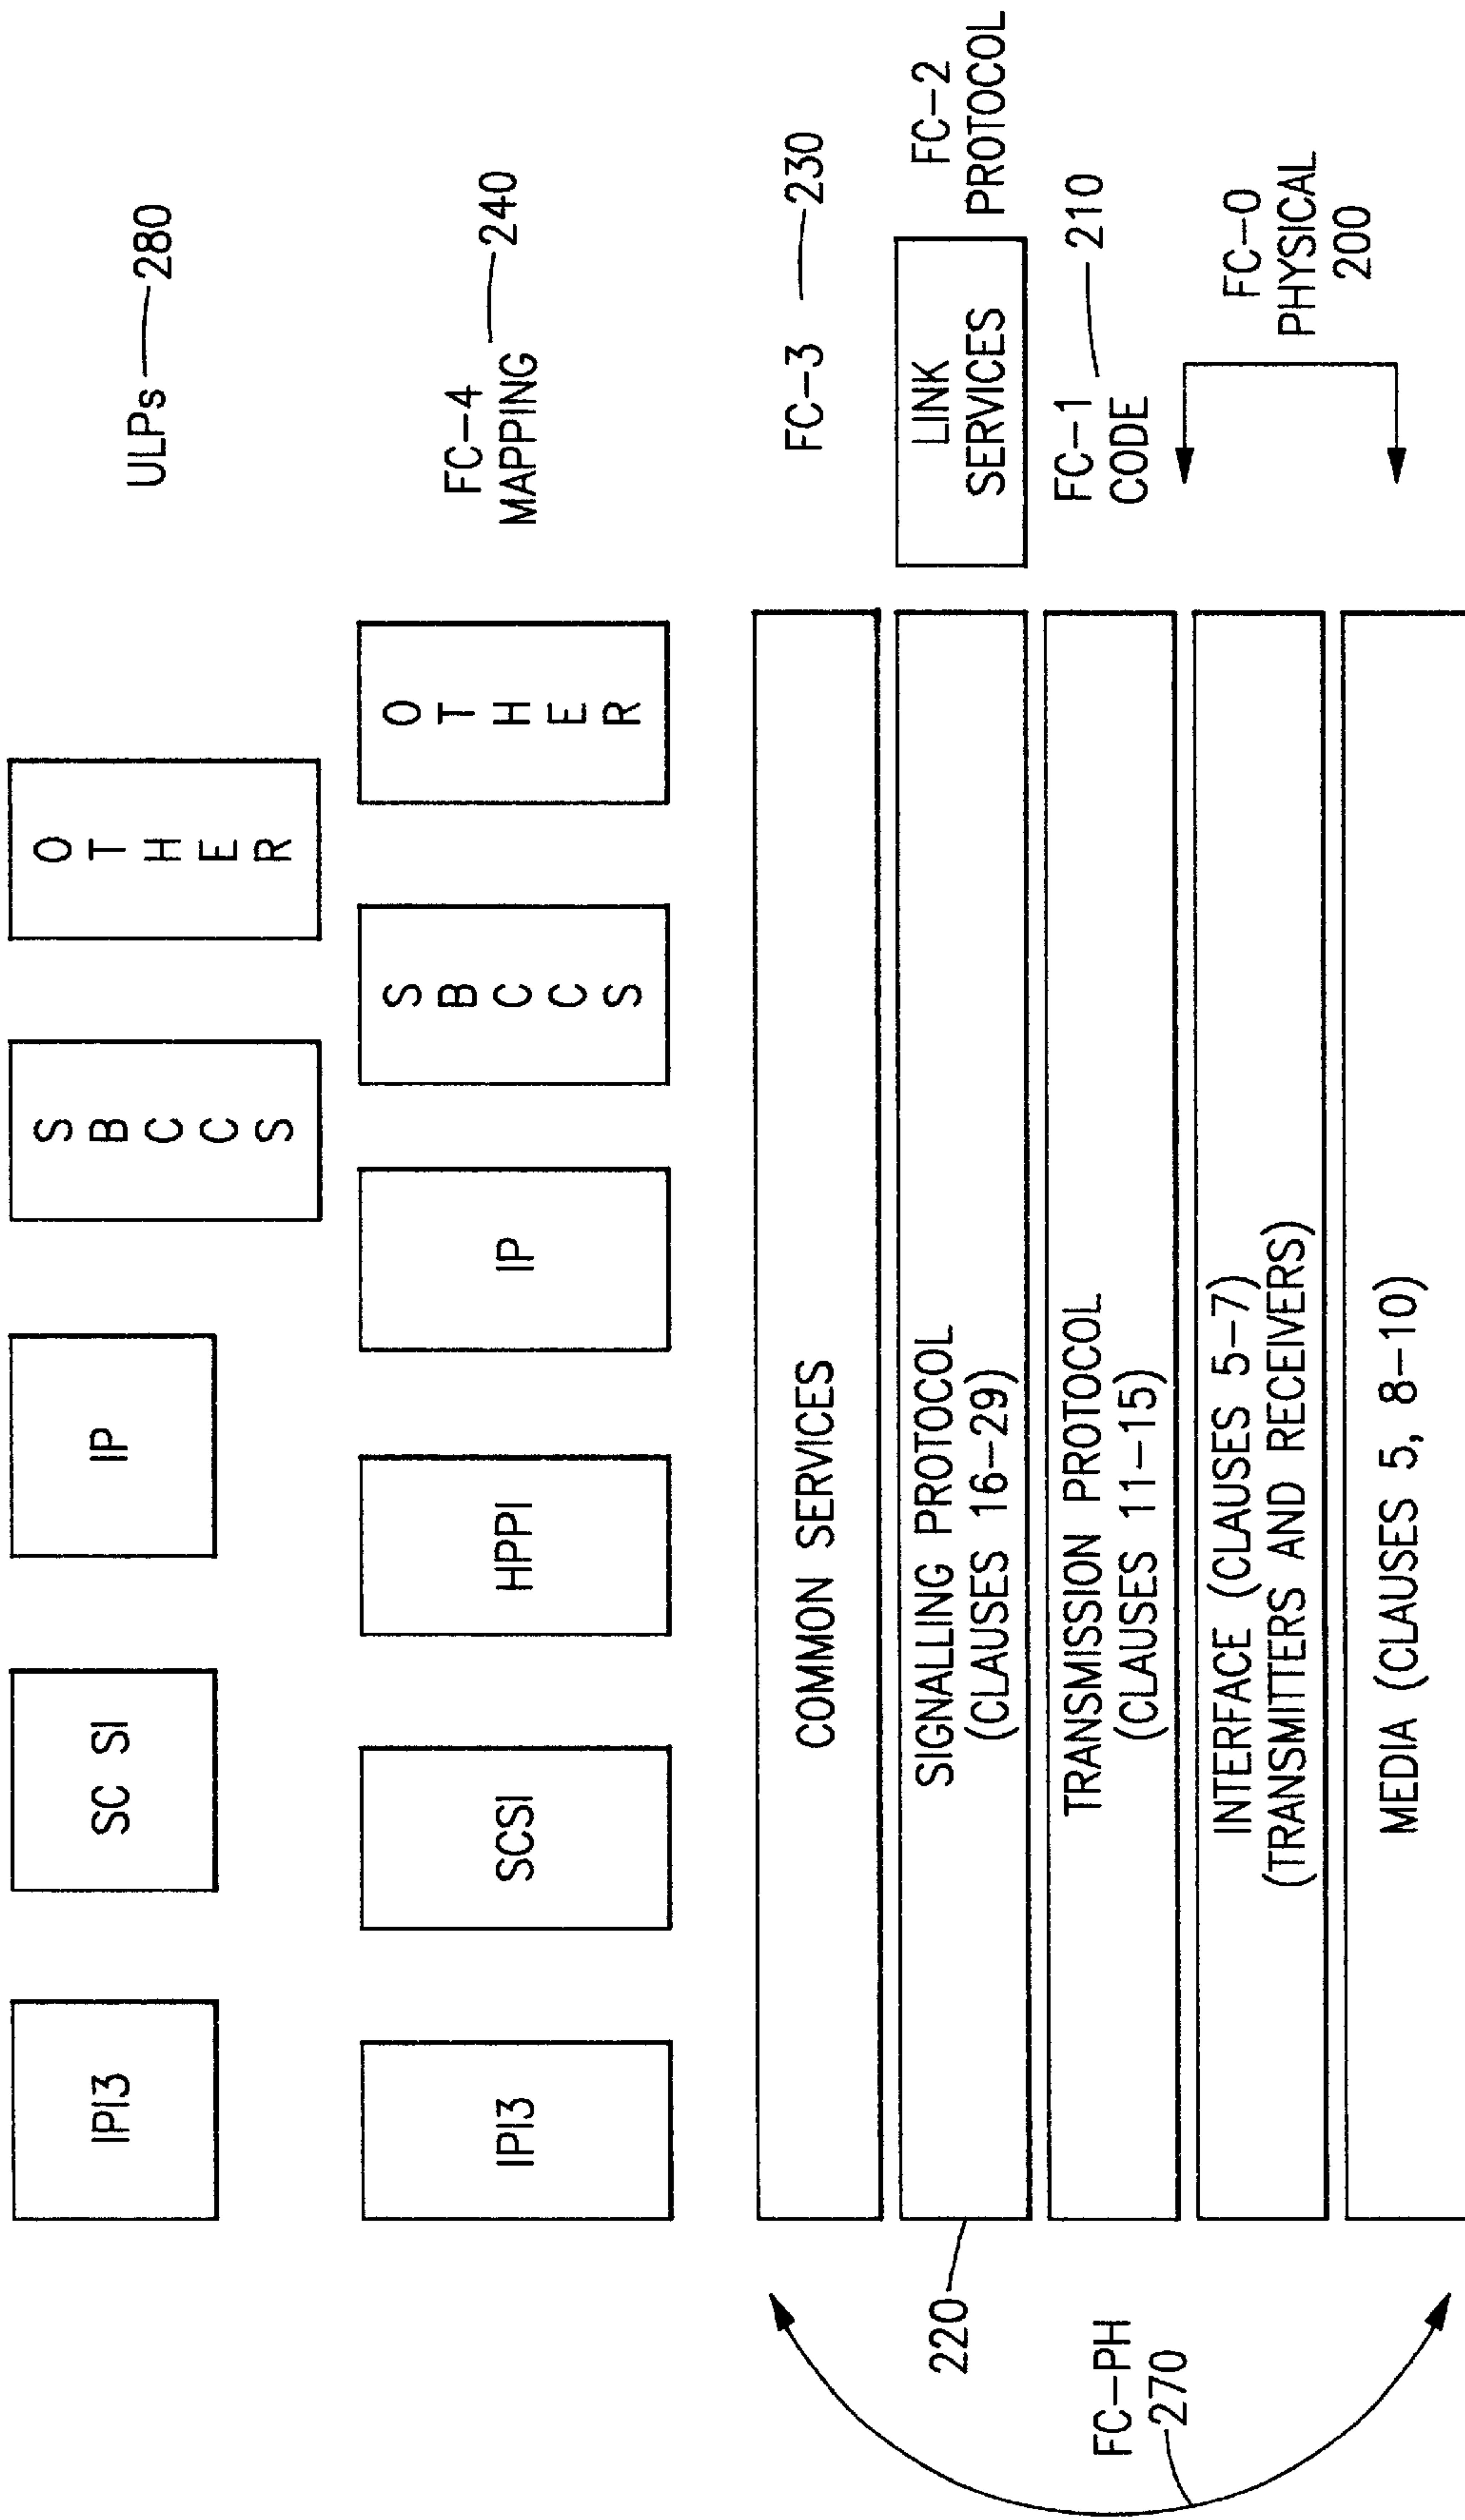 IPI3
SC SI
IP
SBCCS
OTHER
ULPs 280
IPI3
SCSI
HPPI
IP
SBCCS
OTHER
FC-4
MAPPING 240
COMMON SERVICES
FC-3 230
220
SIGNALLING PROTOCOL
(CLAUSES 16-29)
LINK
SERVICES
FC-2
PROTOCOL
TRANSMISSION PROTOCOL
(CLAUSES 11-15)
FC-1
CODE
210
FC-PH
270
INTERFACE (CLAUSES 5-7)
(TRANSMITTERS AND RECEIVERS)
FC-0
PHYSICAL
200
MEDIA (CLAUSES 5, 8-10)